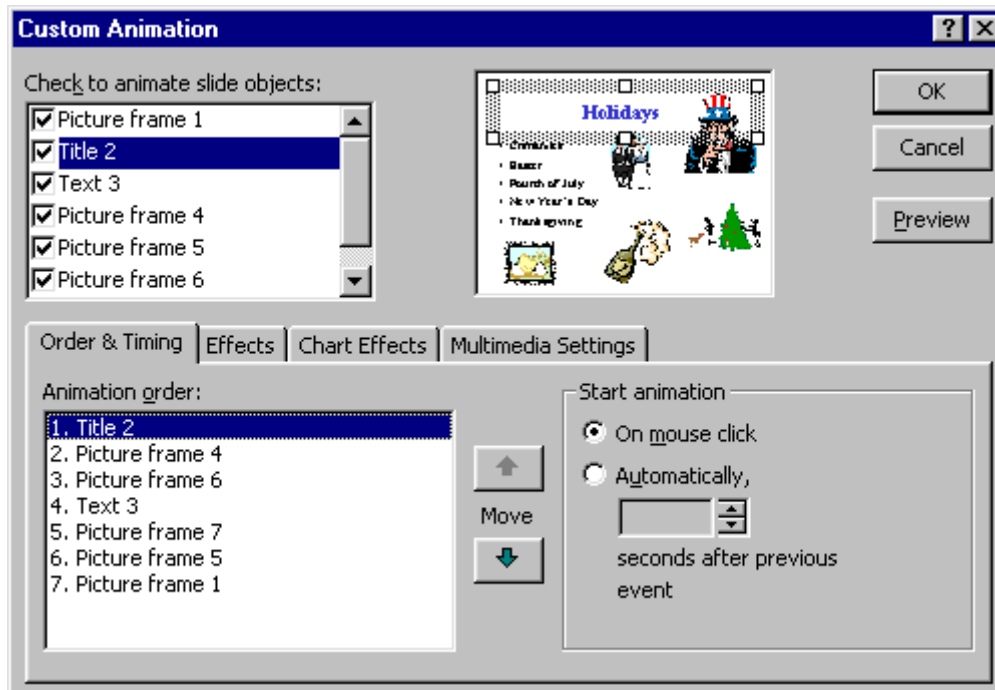 Custom Animation
Check to animate slide objects:
Picture frame 1
Title 2
Text 3
Picture frame 4
Picture frame 5
Picture frame 6
Holidays
Easter
Fourth of July
New Year's Day
Thanksgiving
OK
Cancel
Preview
Order & Timing
Effects
Chart Effects
Multimedia Settings
Animation order:
1. Title 2
2. Picture frame 4
3. Picture frame 6
4. Text 3
5. Picture frame 7
6. Picture frame 5
7. Picture frame 1
Move
Start animation
On mouse click
Automatically,
seconds after previous
event